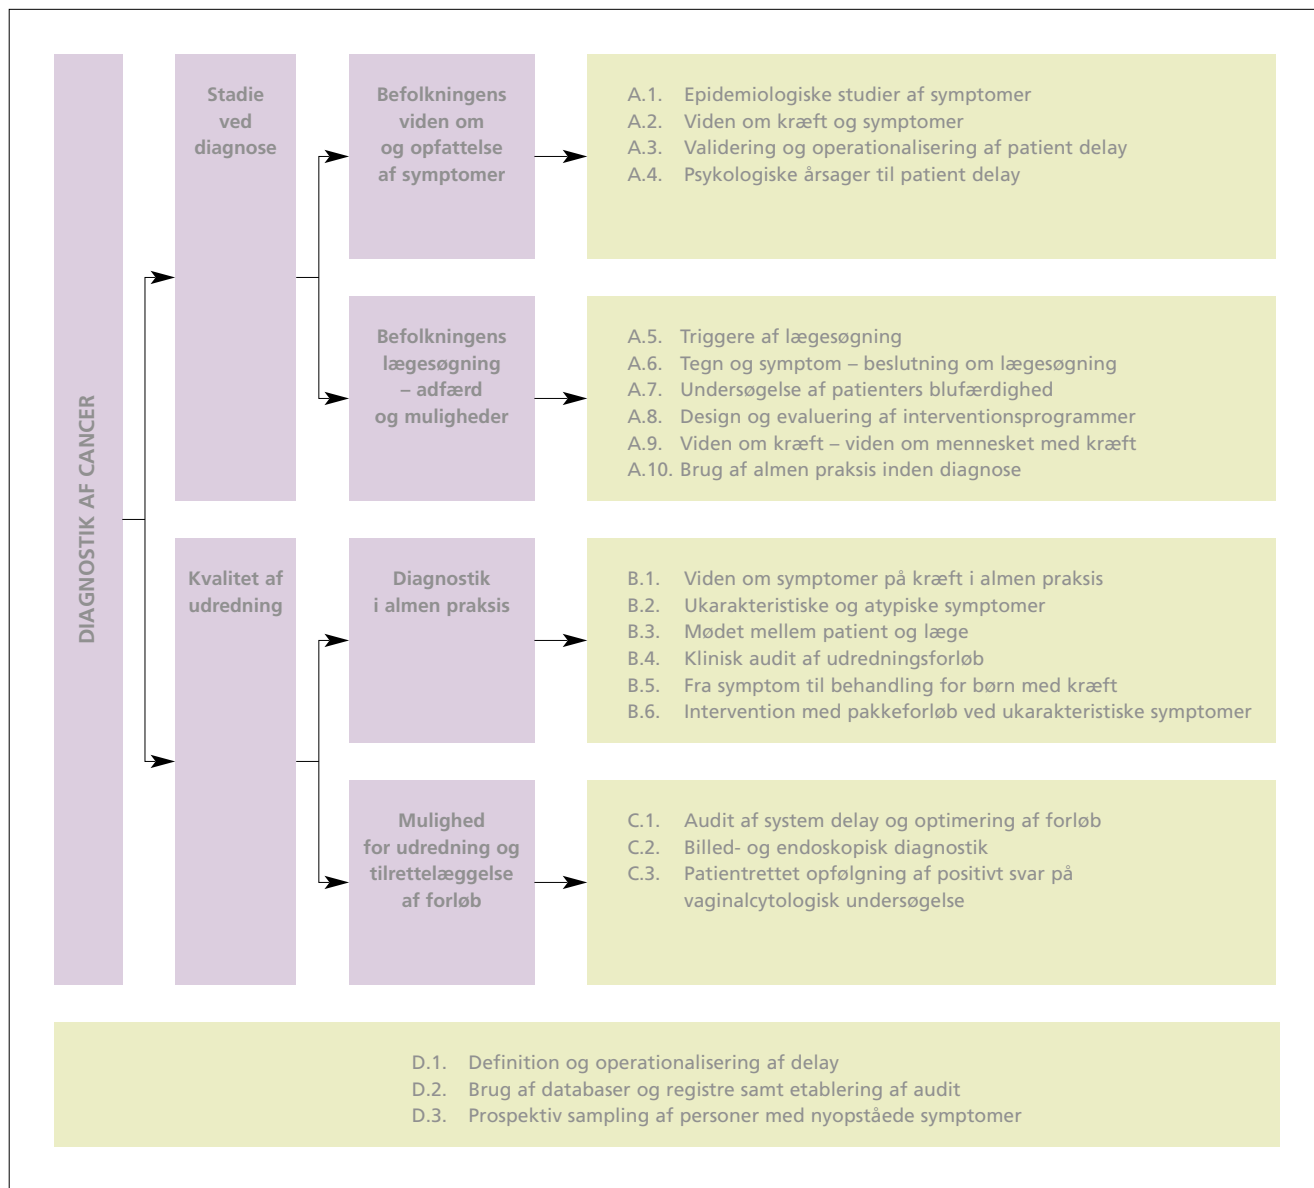 DIAGNOSTIK AF CANCER
Stadie
ved
diagnose
Befolkningens
viden om
og opfattelse
af symptomer
A.1. Epidemiologiske studier af symptomer
A.2. Viden om kræft og symptomer
A.3. Validering og operationalisering af patient delay
A.4. Psykologiske årsager til patient delay
Befolkningens
lægesøgning
– adfærd
og muligheder
A.5. Triggere af lægesøgning
A.6. Tegn og symptom – beslutning om lægesøgning
A.7. Undersøgelse af patienters blufærdighed
A.8. Design og evaluering af interventionsprogrammer
A.9. Viden om kræft – viden om mennesket med kræft
A.10. Brug af almen praksis inden diagnose
Kvalitet af
udredning
Diagnostik
i almen praksis
B.1. Viden om symptomer på kræft i almen praksis
B.2. Ukarakteristiske og atypiske symptomer
B.3. Mødet mellem patient og læge
B.4. Klinisk audit af udredningsforløb
B.5. Fra symptom til behandling for børn med kræft
B.6. Intervention med pakkeforløb ved ukarakteristiske symptomer
Mulighed
for udredning og
tilrettelæggelse
af forløb
C.1. Audit af system delay og optimering af forløb
C.2. Billed- og endoskopisk diagnostik
C.3. Patientrettet opfølgning af positivt svar på
vaginalcytologisk undersøgelse
D.1. Definition og operationalisering af delay
D.2. Brug af databaser og registre samt etablering af audit
D.3. Prospektiv sampling af personer med nyopståede symptomer